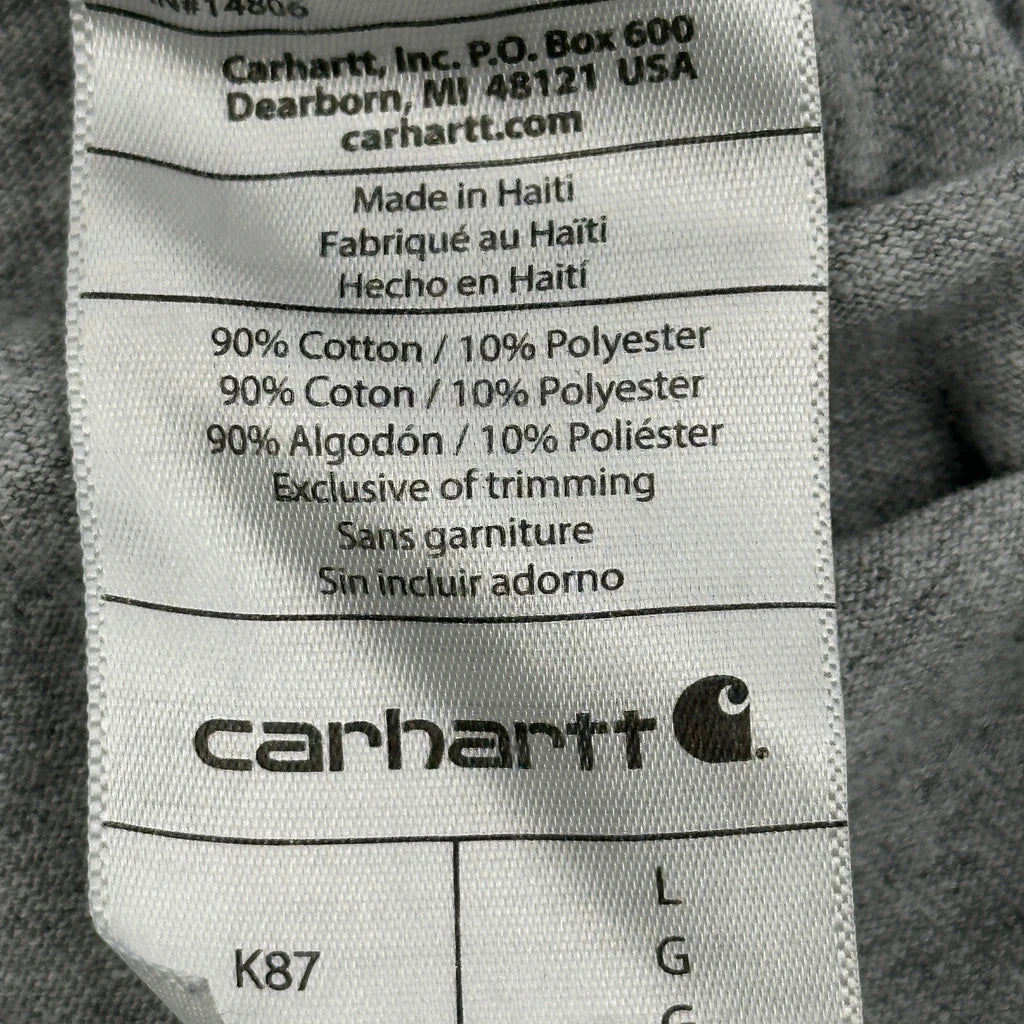 N#14806
Carhartt, Inc. P.O. Box 600
Dearborn, MI 48121 USA
carhartt.com
Made in Haiti
Fabriqué au Haïti
Hecho en Haití
90% Cotton / 10% Polyester
90% Coton / 10% Polyester
90% Algodón / 10% Poliéster
Exclusive of trimming
Sans garniture
Sin incluir adorno
carhartt
K87
L
G
G